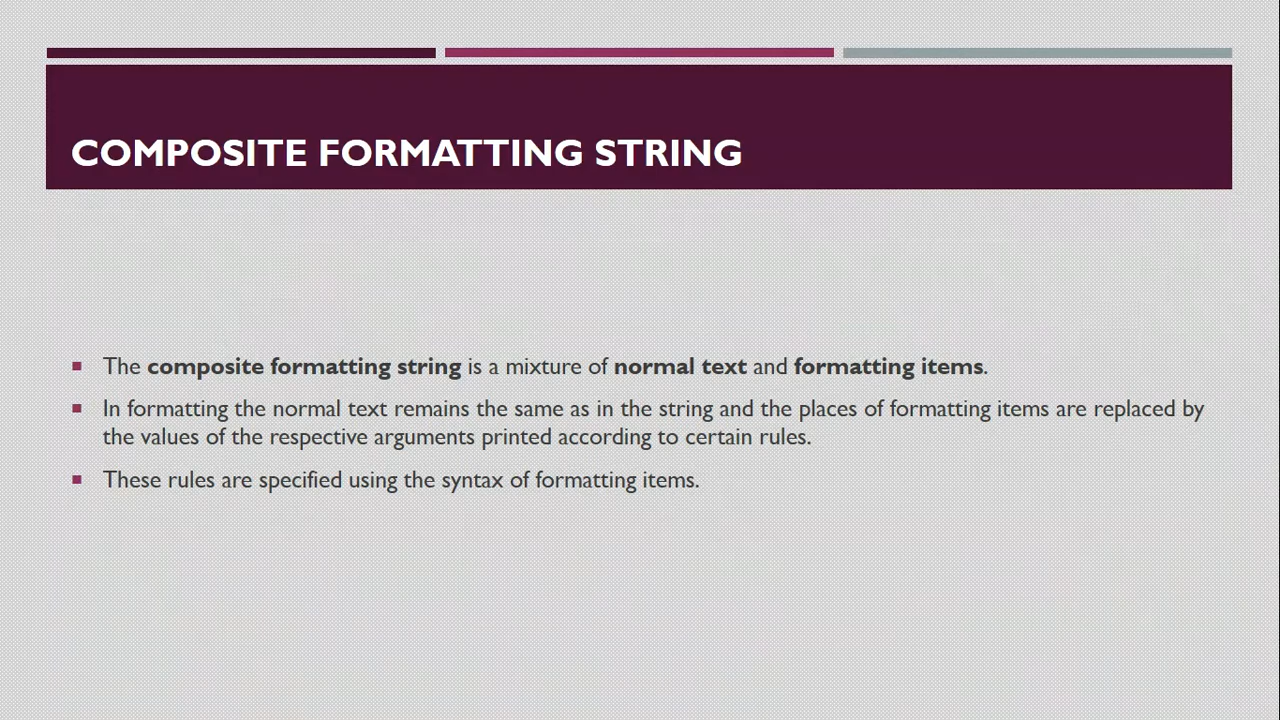 COMPOSITE FORMATTING STRING
The composite formatting string is a mixture of normal text and formatting items.
In formatting the normal text remains the same as in the string and the places of formatting items are replaced by
the values of the respective arguments printed according to certain rules.
These rules are specified using the syntax of formatting items.